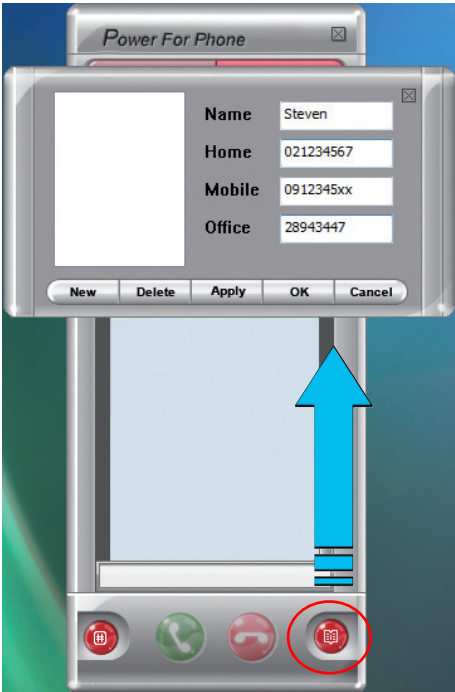 Power For Phone
Name Steven
Home 021234567
Mobile 0912345xx
Office 28943447
New Delete Apply OK Cancel
#